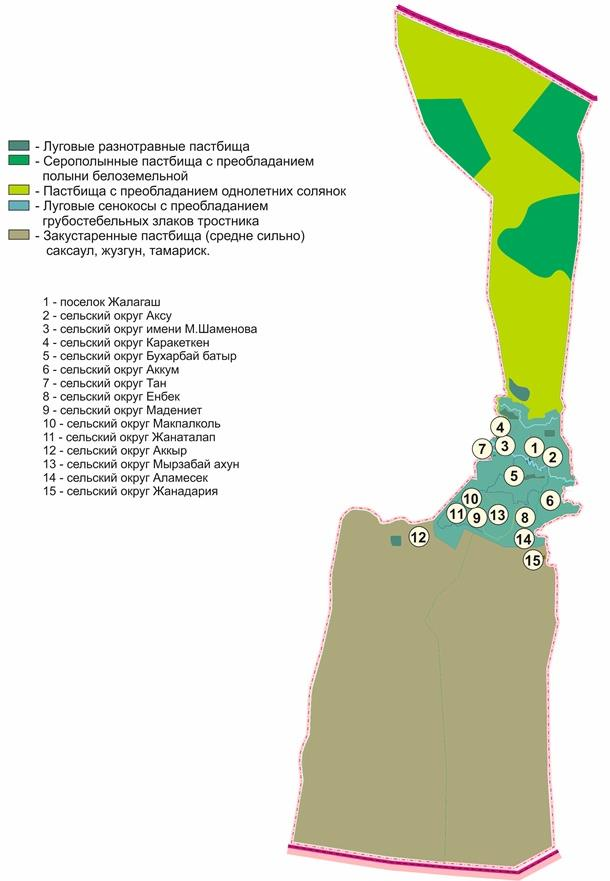 - Луговые разнотравные пастбища
- Серополынные пастбища с преобладанием
полыни белоземельной
- Пастбища с преобладанием однолетних солянок
- Луговые сенокосы с преобладанием
грубостебельных злаков тростника
- Закустаренные пастбища (средне сильно)
саксаул, жузгун, тамариск.
1 - поселок Жалагаш
2 - сельский округ Аксу
3 - сельский округ имени М.Шаменова
4 - сельский округ Каракеткен
5 - сельский округ Бухарбай батыр
6 - сельский округ Аккум
7 - сельский округ Тан
8 - сельский округ Енбек
9 - сельский округ Мадениет
10 - сельский округ Макпалколь
11 - сельский округ Жанаталап
12 - сельский округ Аккыр
13 - сельский округ Мырзабай ахун
14 - сельский округ Аламесек
15 - сельский округ Жанадария
4
3
7
1
2
5
6
10
11
9
13
8
12
14
15